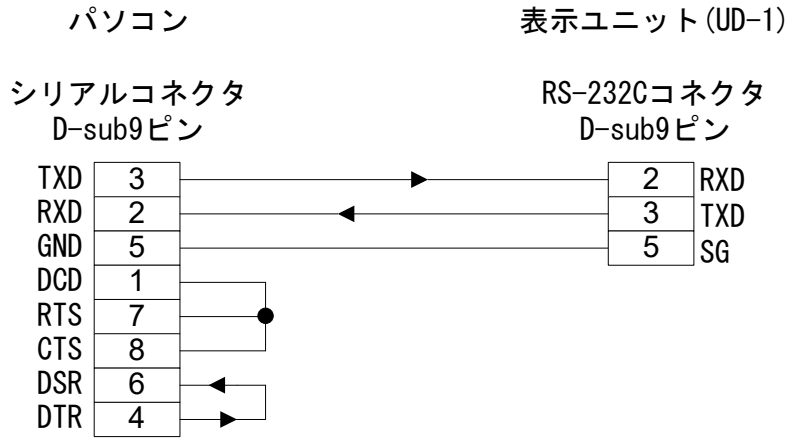 パソコン 表示ユニット(UD-1)
シリアルコネクタ RS-232Cコネクタ
D-sub9ピン D-sub9ピン
TXD 3 2 RXD
RXD 2 3 TXD
GND 5 5 SG
DCD 1
RTS 7
CTS 8
DSR 6
DTR 4